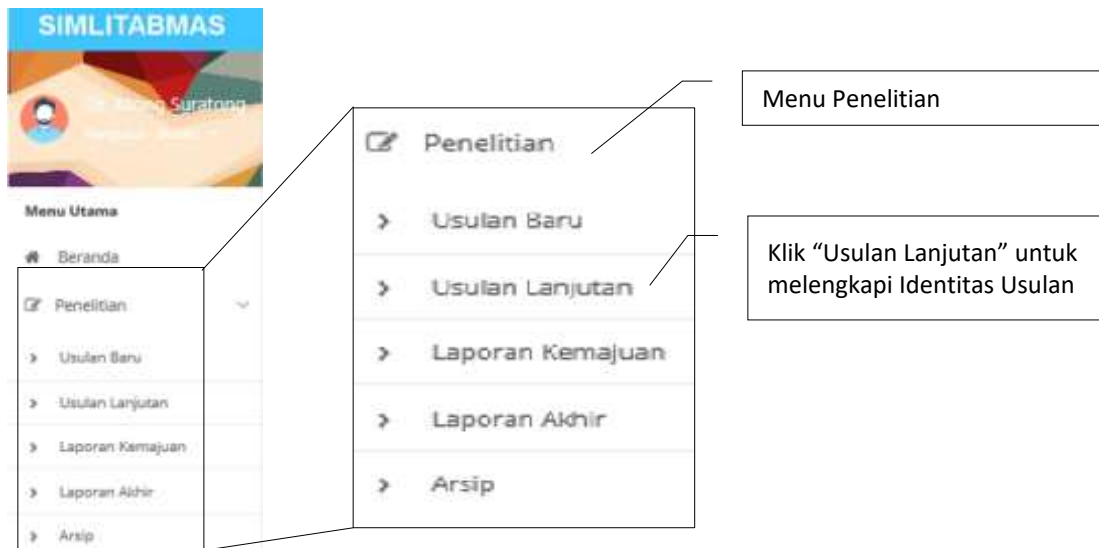 SIMLITABMAS
Suratong
Menu Utama
Beranda
Penelitian
Usulan Baru
Usulan Lanjutan
Laporan Kemajuan
Laporan Akhir
Arsip
Penelitian
Usulan Baru
Usulan Lanjutan
Laporan Kemajuan
Laporan Akhir
Arsip
Menu Penelitian
Klik “Usulan Lanjutan” untuk
melengkapi Identitas Usulan